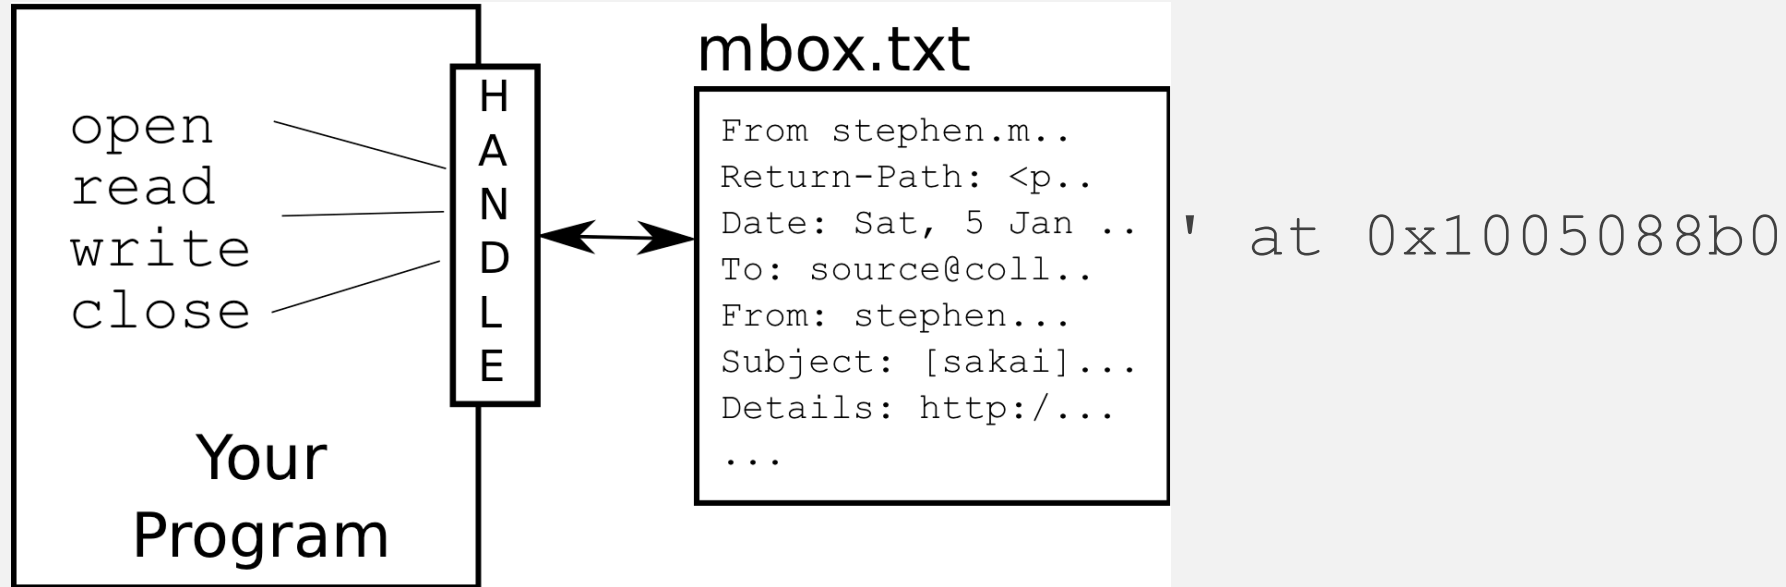 open
read
write
close
Your
Program
HANDLE
mbox.txt
From stephen.m..
Return-Path: <p..
Date: Sat, 5 Jan ..
To: source@coll..
From: stephen...
Subject: [sakai]...
Details: http:/...
...
' at 0x1005088b0